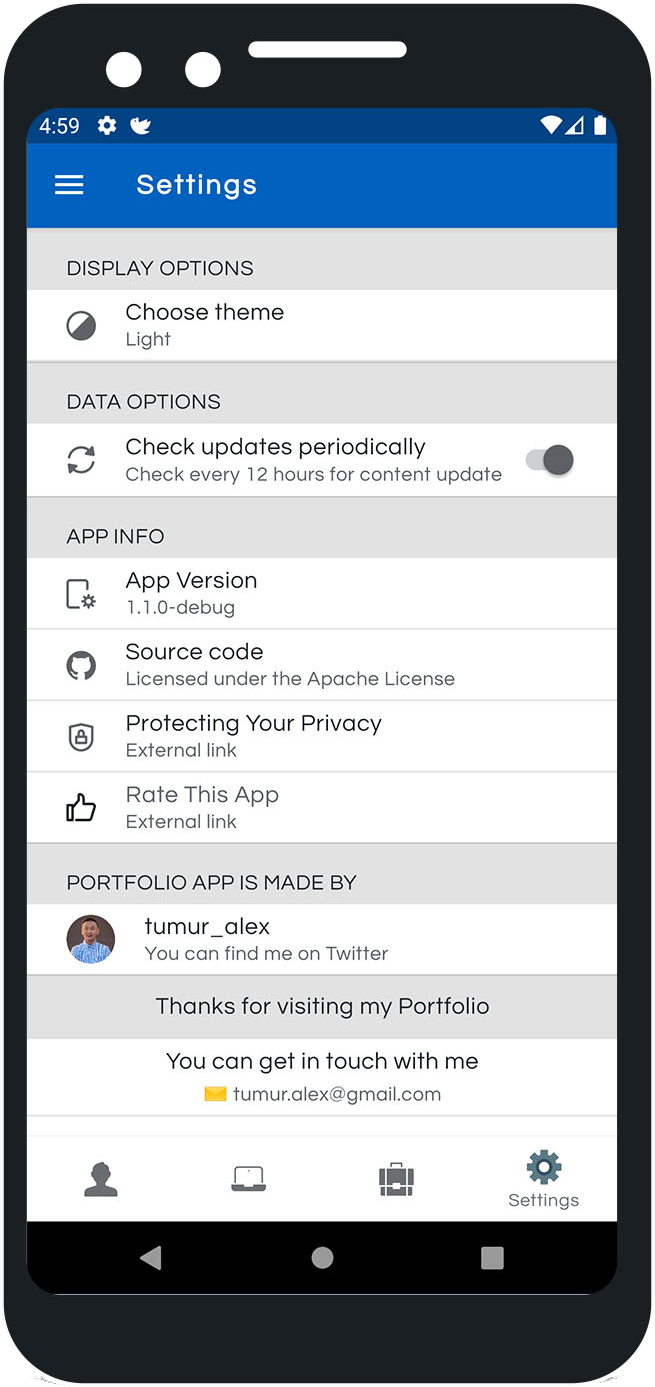 4:59
Settings
DISPLAY OPTIONS
Choose theme
Light
DATA OPTIONS
Check updates periodically
Check every 12 hours for content update
APP INFO
App Version
1.1.0-debug
Source code
Licensed under the Apache License
Protecting Your Privacy
External link
Rate This App
External link
PORTFOLIO APP IS MADE BY
tumur_alex
You can find me on Twitter
Thanks for visiting my Portfolio
You can get in touch with me
tumur.alex@gmail.com
Settings